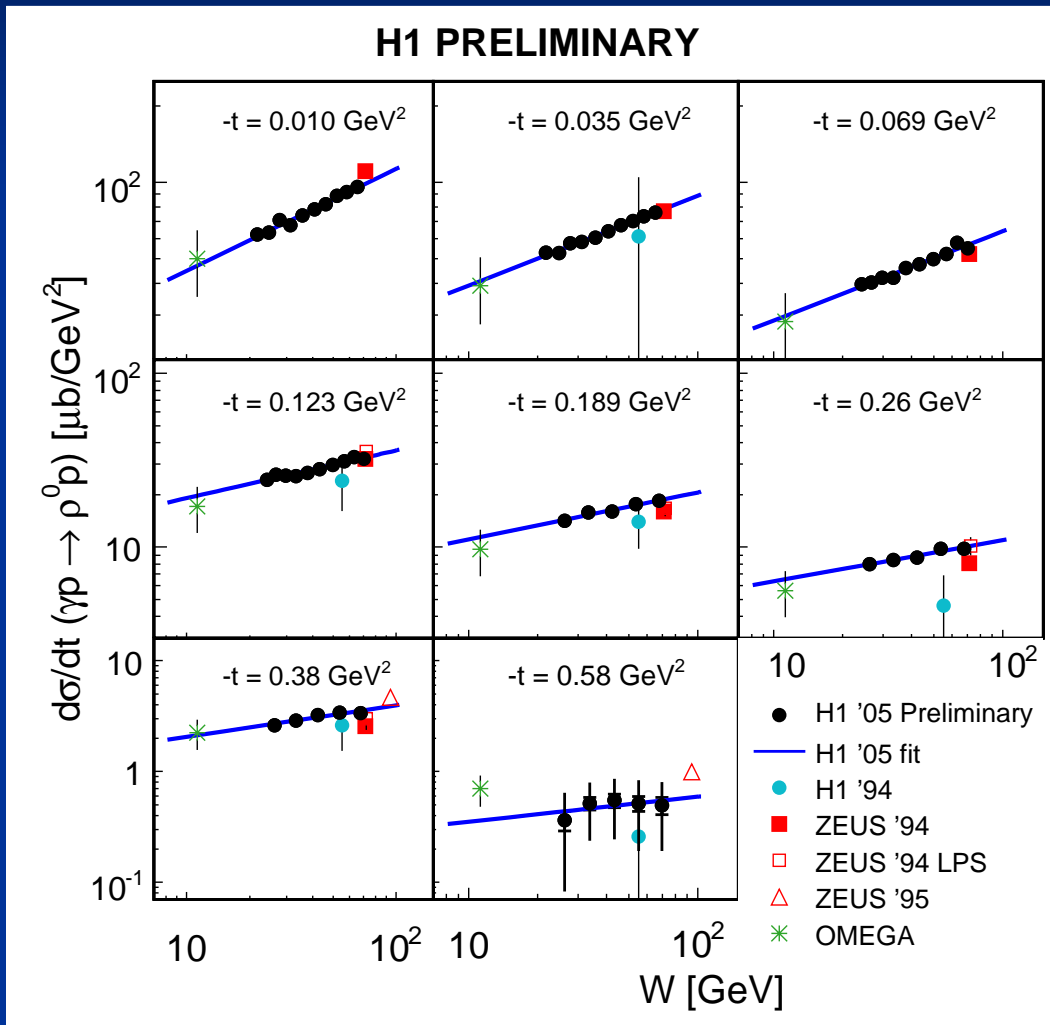 H1 PRELIMINARY
-t = 0.010 GeV²
-t = 0.035 GeV²
-t = 0.069 GeV²
10²
-t = 0.123 GeV²
-t = 0.189 GeV²
-t = 0.26 GeV²
10²
10
-t = 0.38 GeV²
-t = 0.58 GeV²
10
1
10⁻¹
10 10²
10 10²
10 10²
dσ/dt (γp → ρ⁰p) [μb/GeV²]
W [GeV]
H1 '05 Preliminary
H1 '05 fit
H1 '94
ZEUS '94
ZEUS '94 LPS
ZEUS '95
OMEGA